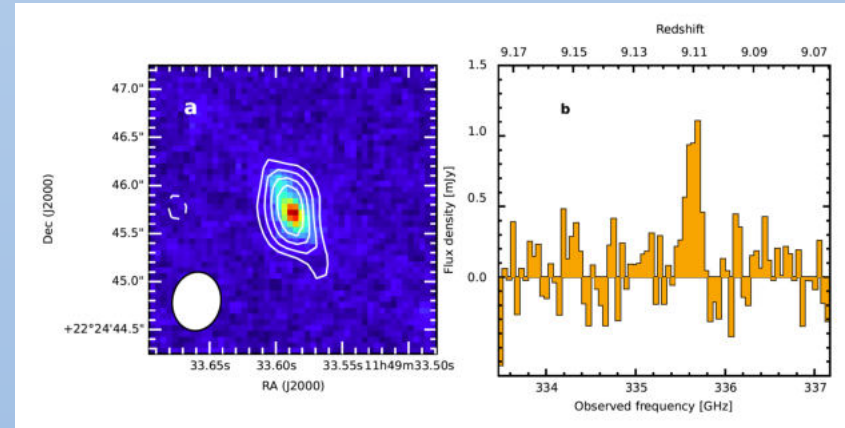 a
47.0"
46.5"
46.0"
45.5"
45.0"
+22°24'44.5"
Dec (J2000)
33.65s 33.60s 33.55s 11h49m33.50s
RA (J2000)
Redshift
9.17 9.15 9.13 9.11 9.09 9.07
b
1.5
1.0
0.5
0.0
Flux density [mJy]
334 335 336 337
Observed frequency [GHz]